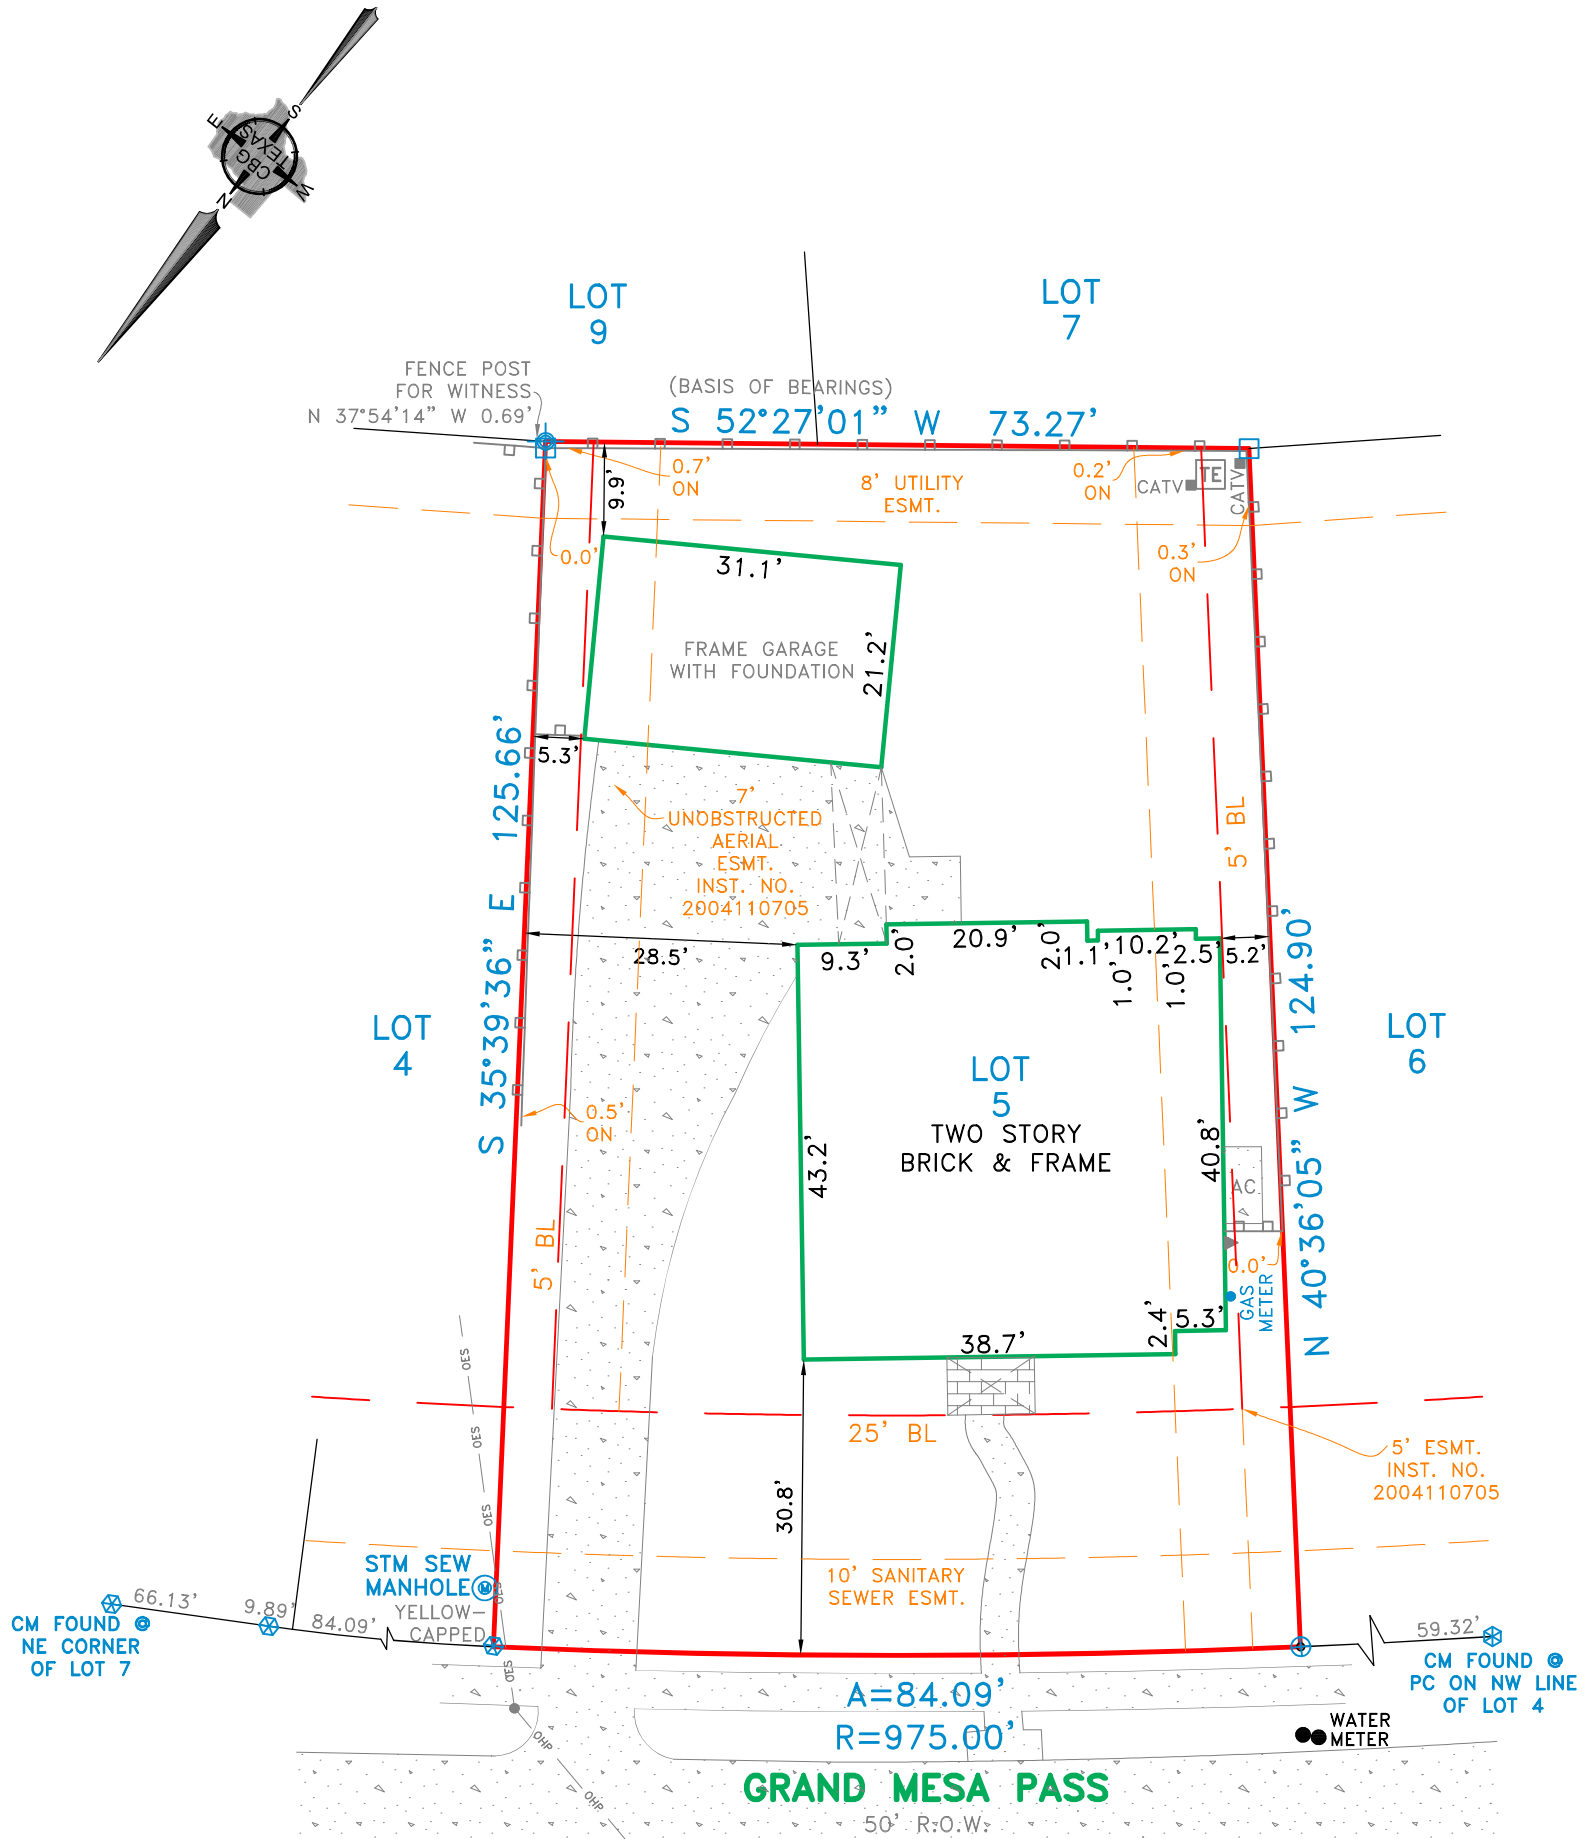 S
E
W
N
CBG
TEXAS
LOT
9
LOT
7
FENCE POST
FOR WITNESS
N 37°54'14" W 0.69'
(BASIS OF BEARINGS)
S 52°27'01" W 73.27'
0.7'
ON
9.9'
8' UTILITY
ESMT.
0.2'
ON
CATV
TE
CATV
0.0'
0.3'
ON
31.1'
FRAME GARAGE
WITH FOUNDATION
21.2'
5.3'
S 35°39'36" E 125.66'
7'
UNOBSTRUCTED
AERIAL
ESMT.
INST. NO.
2004110705
5' BL
28.5'
9.3'
2.0'
20.9'
2.0'
1.1'
10.2'
1.0'
1.0'
2.5'
5.2'
N 40°36'05" W 124.90'
LOT
4
LOT
6
LOT
5
TWO STORY
BRICK & FRAME
0.5'
ON
43.2'
40.8'
AC
5' BL
0.0'
GAS
METER
2.4'
5.3'
38.7'
OES
OES
OES
OES
OES
25' BL
5' ESMT.
INST. NO.
2004110705
30.8'
10' SANITARY
SEWER ESMT.
STM SEW
MANHOLE
M
YELLOW-
CAPPED
66.13'
9.89'
84.09'
CM FOUND @
NE CORNER
OF LOT 7
59.32'
CM FOUND @
PC ON NW LINE
OF LOT 4
A=84.09'
R=975.00'
WATER
METER
OHP
OHP
GRAND MESA PASS
50' R.O.W.